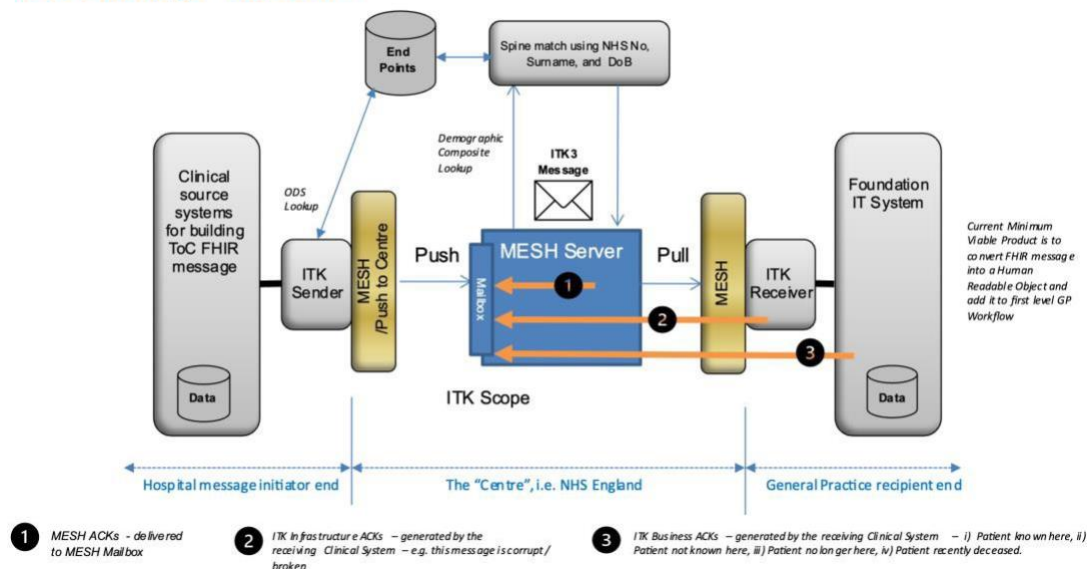 End
Points
Spine match using NHS No,
Surname, and DoB
Demographic
Composite
Lookup
ITK3
Message
ODS
Lookup
Clinical
source
systems
for building
ToC FHIR
message
Data
ITK
Sender
MESH
/Push to Centre
Push
Mailbox
MESH Server
1
2
3
Pull
MESH
ITK
Receiver
Foundation
IT System
Data
Current Minimum
Viable Product is to
convert FHIR message
into a Human
Readable Object and
add it to first level GP
Workflow
ITK Scope
Hospital message initiator end
The "Centre", i.e. NHS England
General Practice recipient end
1
MESH ACKs - delivered
to MESH Mailbox
2
ITK Infrastructure ACKs – generated by the
receiving Clinical System – e.g. this message is corrupt /
broken
3
ITK Business ACKs – generated by the receiving Clinical System – i) Patient known here, ii)
Patient not known here, iii) Patient no longer here, iv) Patient recently deceased.